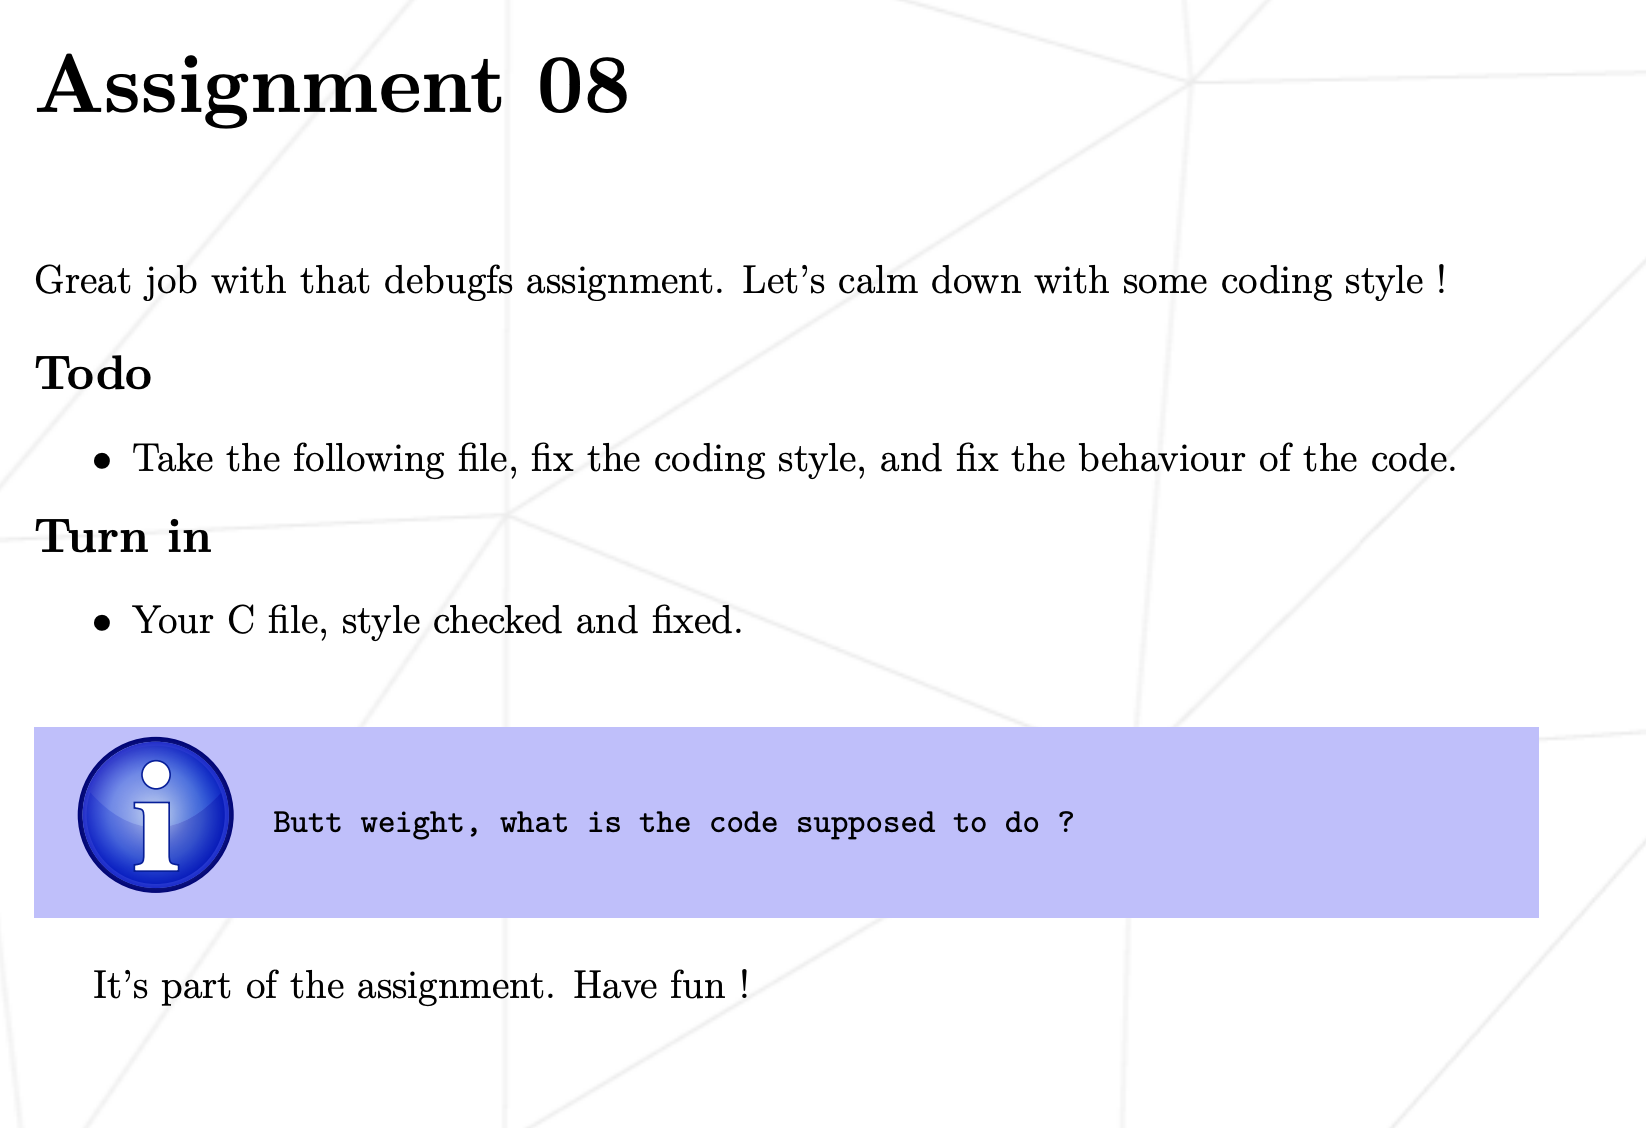 Assignment 08
Great job with that debugfs assignment. Let's calm down with some coding style !
Todo
• Take the following file, fix the coding style, and fix the behaviour of the code.
Turn in
• Your C file, style checked and fixed.
Butt weight, what is the code supposed to do ?
It's part of the assignment. Have fun !